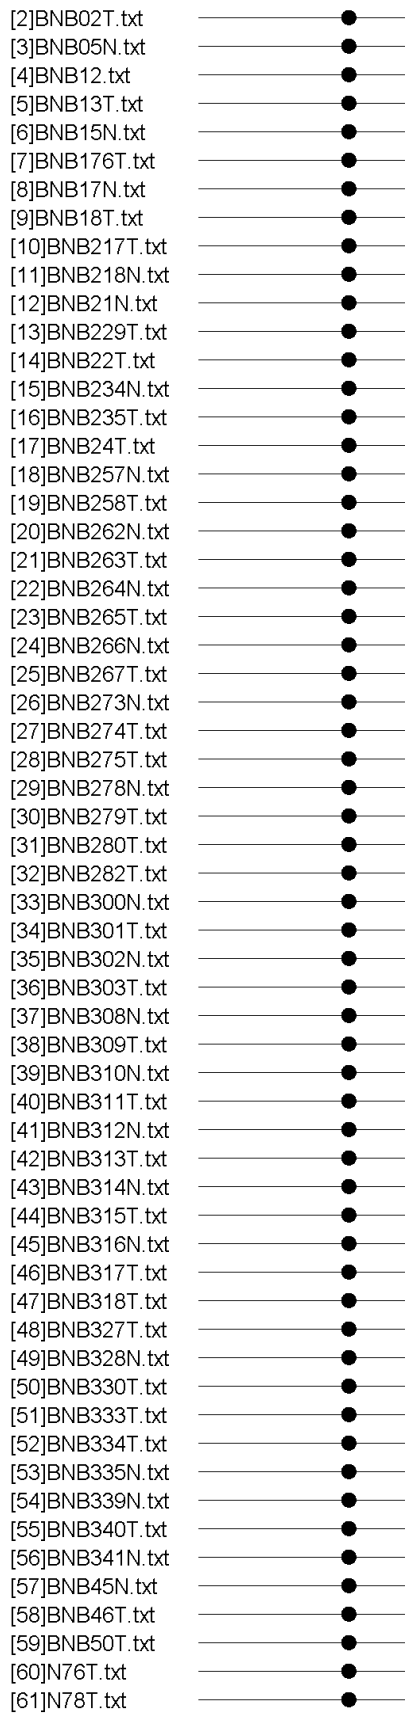 [2]BNB02T.txt
[3]BNB05N.txt
[4]BNB12.txt
[5]BNB13T.txt
[6]BNB15N.txt
[7]BNB176T.txt
[8]BNB17N.txt
[9]BNB18T.txt
[10]BNB217T.txt
[11]BNB218N.txt
[12]BNB21N.txt
[13]BNB229T.txt
[14]BNB22T.txt
[15]BNB234N.txt
[16]BNB235T.txt
[17]BNB24T.txt
[18]BNB257N.txt
[19]BNB258T.txt
[20]BNB262N.txt
[21]BNB263T.txt
[22]BNB264N.txt
[23]BNB265T.txt
[24]BNB266N.txt
[25]BNB267T.txt
[26]BNB273N.txt
[27]BNB274T.txt
[28]BNB275T.txt
[29]BNB278N.txt
[30]BNB279T.txt
[31]BNB280T.txt
[32]BNB282T.txt
[33]BNB300N.txt
[34]BNB301T.txt
[35]BNB302N.txt
[36]BNB303T.txt
[37]BNB308N.txt
[38]BNB309T.txt
[39]BNB310N.txt
[40]BNB311T.txt
[41]BNB312N.txt
[42]BNB313T.txt
[43]BNB314N.txt
[44]BNB315T.txt
[45]BNB316N.txt
[46]BNB317T.txt
[47]BNB318T.txt
[48]BNB327T.txt
[49]BNB328N.txt
[50]BNB330T.txt
[51]BNB333T.txt
[52]BNB334T.txt
[53]BNB335N.txt
[54]BNB339N.txt
[55]BNB340T.txt
[56]BNB341N.txt
[57]BNB45N.txt
[58]BNB46T.txt
[59]BNB50T.txt
[60]N76T.txt
[61]N78T.txt